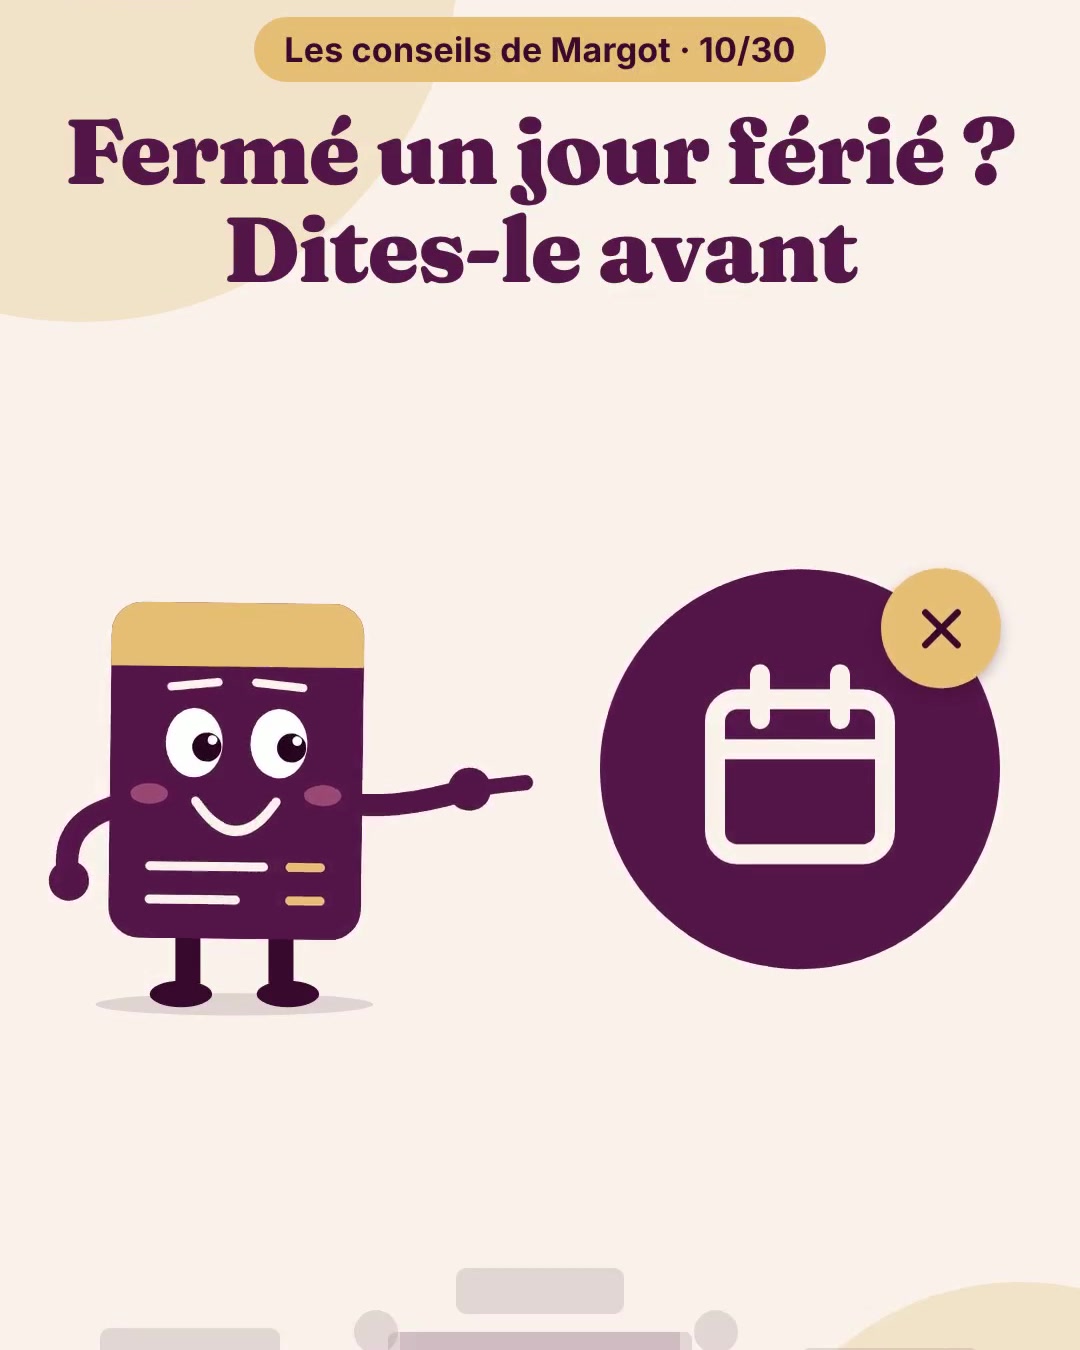 Les conseils de Margot · 10/30
Fermé un jour férié ?
Dites-le avant